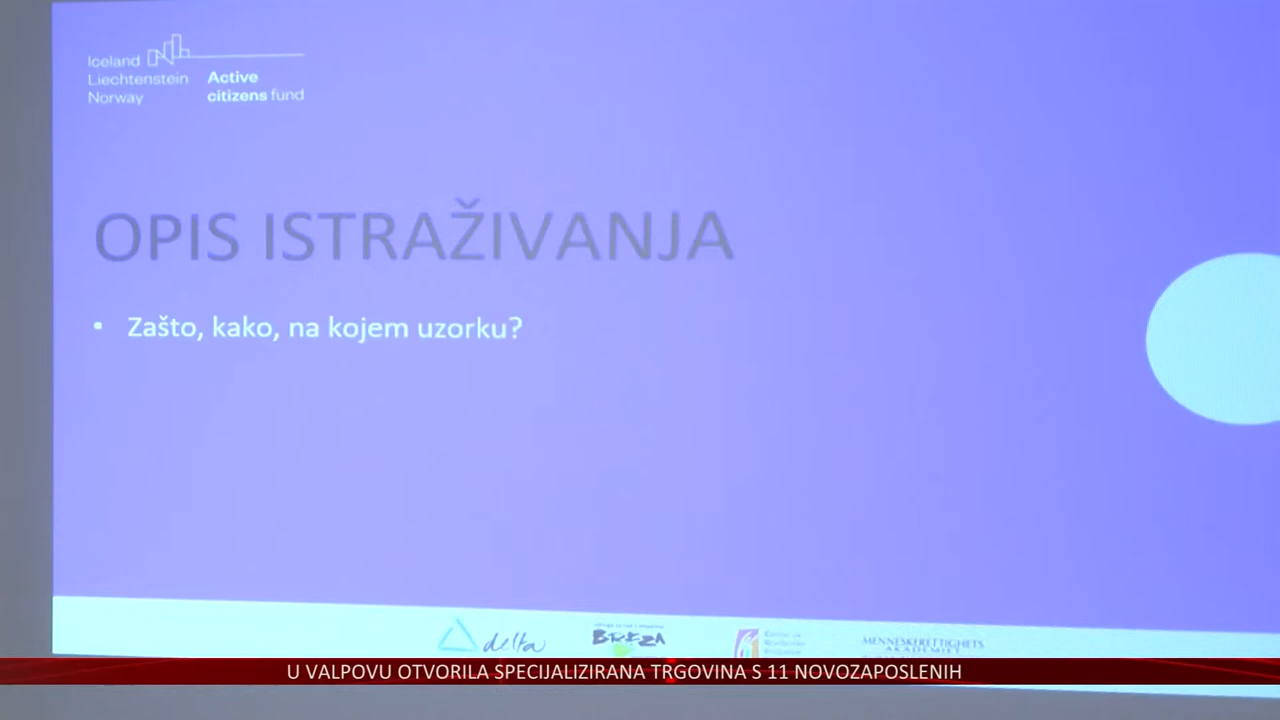 Iceland
Liechtenstein
Norway
Active
citizens fund
OPIS ISTRAŽIVANJA
• Zašto, kako, na kojem uzorku?
delta
BREZA
MENNESKERETTIGHETS
AKADEMIET
U VALPOVU OTVORILA SPECIJALIZIRANA TRGOVINA S 11 NOVOZAPOSLENIH